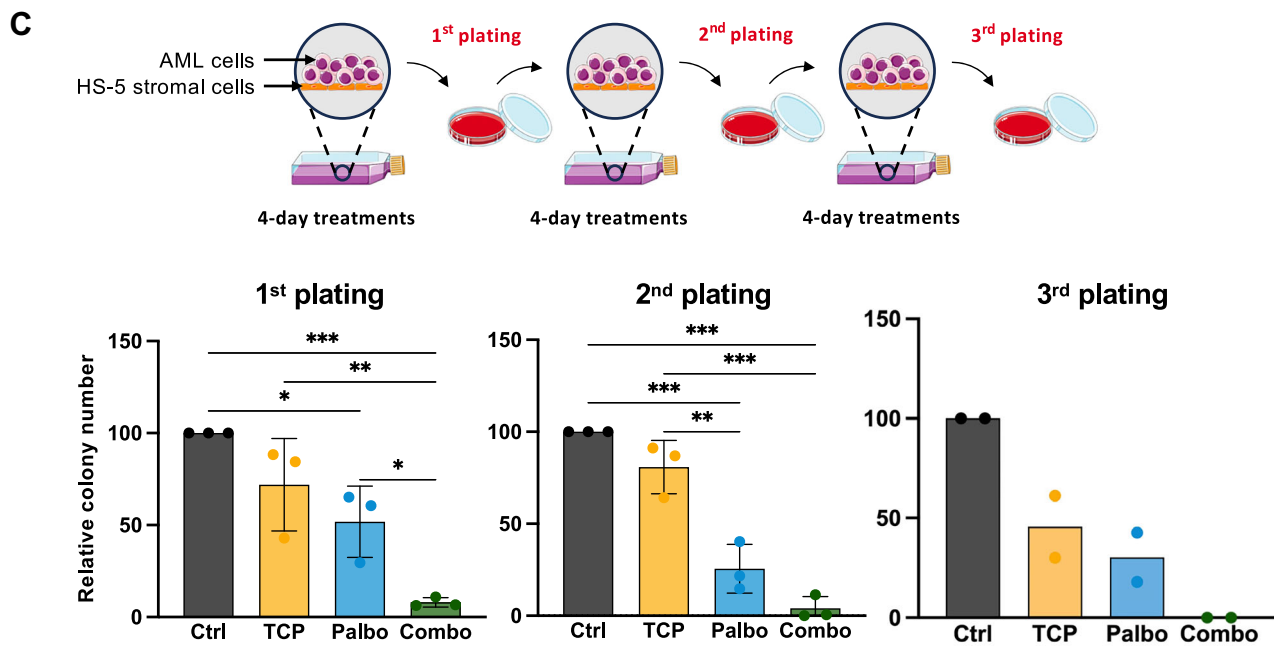 C
AML cells
HS-5 stromal cells
1st plating
2nd plating
3rd plating
4-day treatments
4-day treatments
4-day treatments
1st plating
Relative colony number
150
100
50
0
***
**
*
*
Ctrl TCP Palbo Combo
2nd plating
150
100
50
0
***
***
***
**
Ctrl TCP Palbo Combo
3rd plating
150
100
50
0
Ctrl TCP Palbo Combo